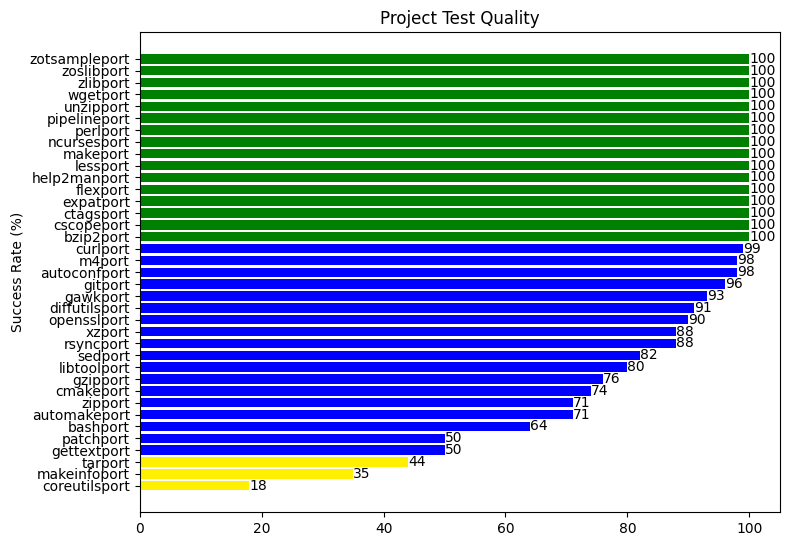 Project Test Quality
Success Rate (%)
zotsampleport 100
zoslibport 100
zlibport 100
wgetport 100
unzipport 100
pipelineport 100
perlport 100
ncursesport 100
makeport 100
lessport 100
help2manport 100
flexport 100
expatport 100
ctagsport 100
cscopeport 100
bzip2port 100
curlport 99
m4port 98
autoconfport 98
gitport 96
gawkport 93
diffutilsport 91
opensslport 90
xzport 88
rsyncport 88
sedport 82
libtoolport 80
gzipport 76
cmakeport 74
zipport 71
automakeport 71
bashport 64
patchport 50
gettextport 50
tarport 44
makeinfoport 35
coreutilsport 18
0 20 40 60 80 100